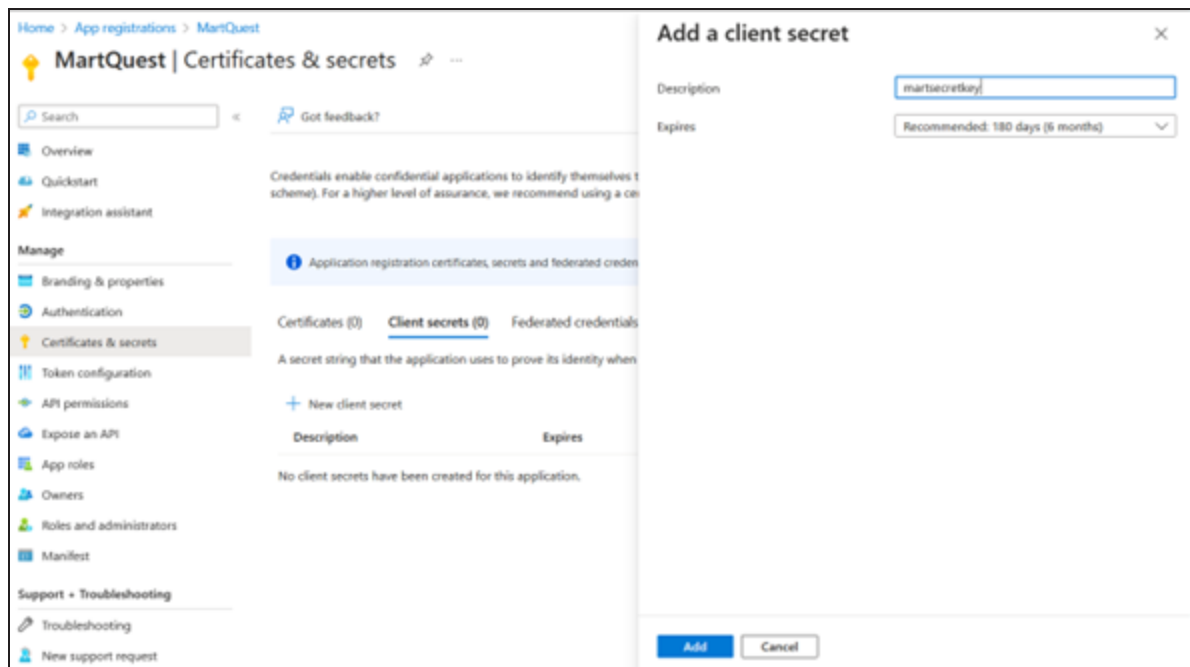 Home > App registrations > MartQuest
MartQuest | Certificates & secrets
Search
Overview
Quickstart
Integration assistant
Manage
Branding & properties
Authentication
Certificates & secrets
Token configuration
API permissions
Expose an API
App roles
Owners
Roles and administrators
Manifest
Support + Troubleshooting
Troubleshooting
New support request
Got feedback?
Credentials enable confidential applications to identify themselves t
scheme). For a higher level of assurance, we recommend using a ce
Application registration certificates, secrets and federated creden
Certificates (0) Client secrets (0) Federated credentials
A secret string that the application uses to prove its identity when
New client secret
Description Expires
No client secrets have been created for this application.
Add a client secret
Description martsecretkey
Expires Recommended: 180 days (6 months)
Add Cancel